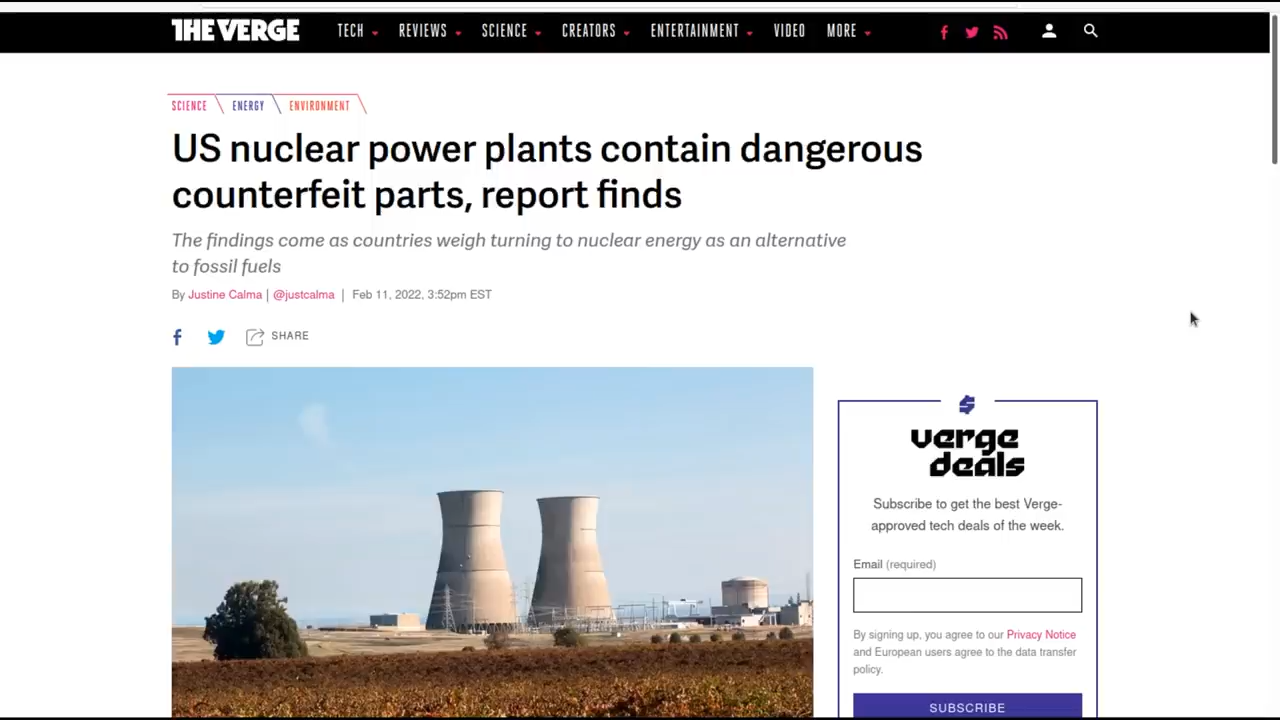 THE VERGE TECH REVIEWS SCIENCE CREATORS ENTERTAINMENT VIDEO MORE
SCIENCE ENERGY ENVIRONMENT
US nuclear power plants contain dangerous
counterfeit parts, report finds
The findings come as countries weigh turning to nuclear energy as an alternative
to fossil fuels
By Justine Calma | @justcalma | Feb 11, 2022, 3:52pm EST
SHARE
verge
deals
Subscribe to get the best Verge-
approved tech deals of the week.
Email (required)
By signing up, you agree to our Privacy Notice
and European users agree to the data transfer
policy.
SUBSCRIBE